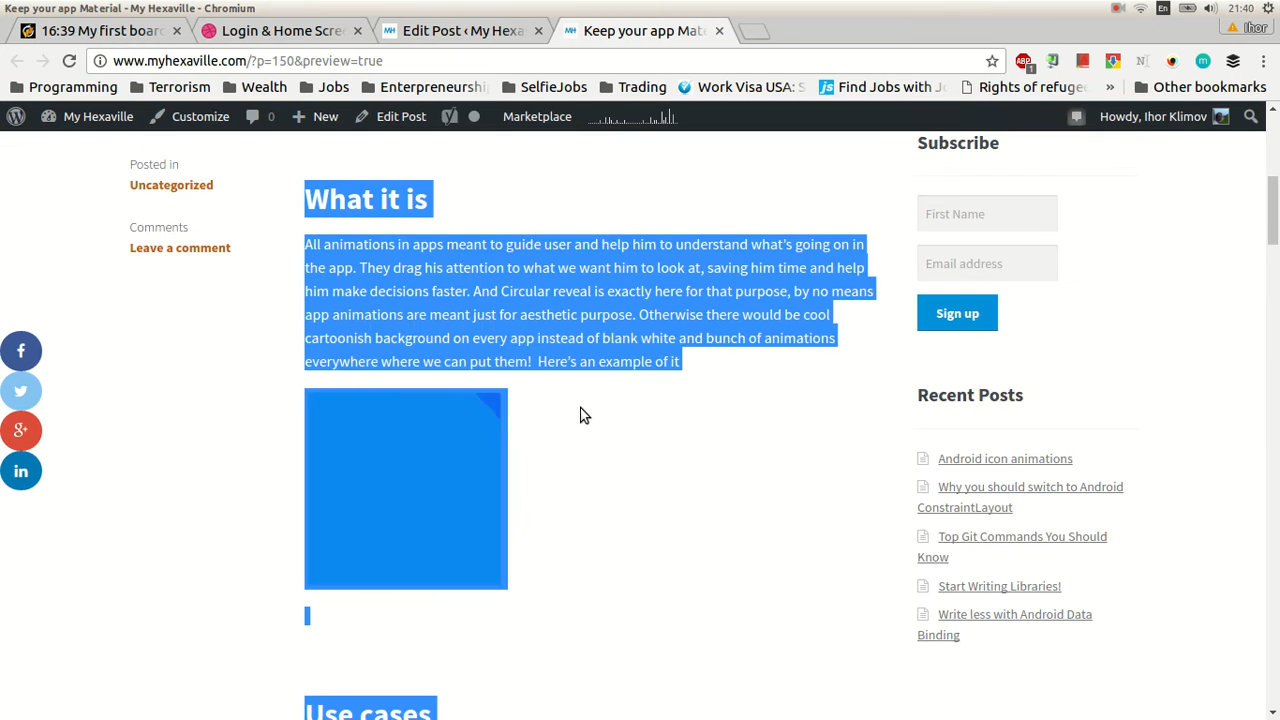 Keep your app Material - My Hexaville - Chromium
En
21:40
16:39 My first boar
Login & Home Scree
Edit Post ‹ My Hexa
Keep your app Mate
Ihor
www.myhexaville.com/?p=150&preview=true
ABP
1
Programming
Terrorism
Wealth
Jobs
Enterpreneurshi
SelfieJobs
Trading
Work Visa USA: S
js
Find Jobs with Je
Rights of refuge
»
Other bookmarks
My Hexaville
Customize
0
New
Edit Post
Marketplace
Howdy, Ihor Klimov
Posted in
Uncategorized
Comments
Leave a comment
What it is
All animations in apps meant to guide user and help him to understand what's going on in
the app. They drag his attention to what we want him to look at, saving him time and help
him make decisions faster. And Circular reveal is exactly here for that purpose, by no means
app animations are meant just for aesthetic purpose. Otherwise there would be cool
cartoonish background on every app instead of blank white and bunch of animations
everywhere where we can put them!  Here's an example of it
Use cases
Subscribe
First Name
Email address
Sign up
Recent Posts
Android icon animations
Why you should switch to Android
ConstraintLayout
Top Git Commands You Should
Know
Start Writing Libraries!
Write less with Android Data
Binding
f
g+
in